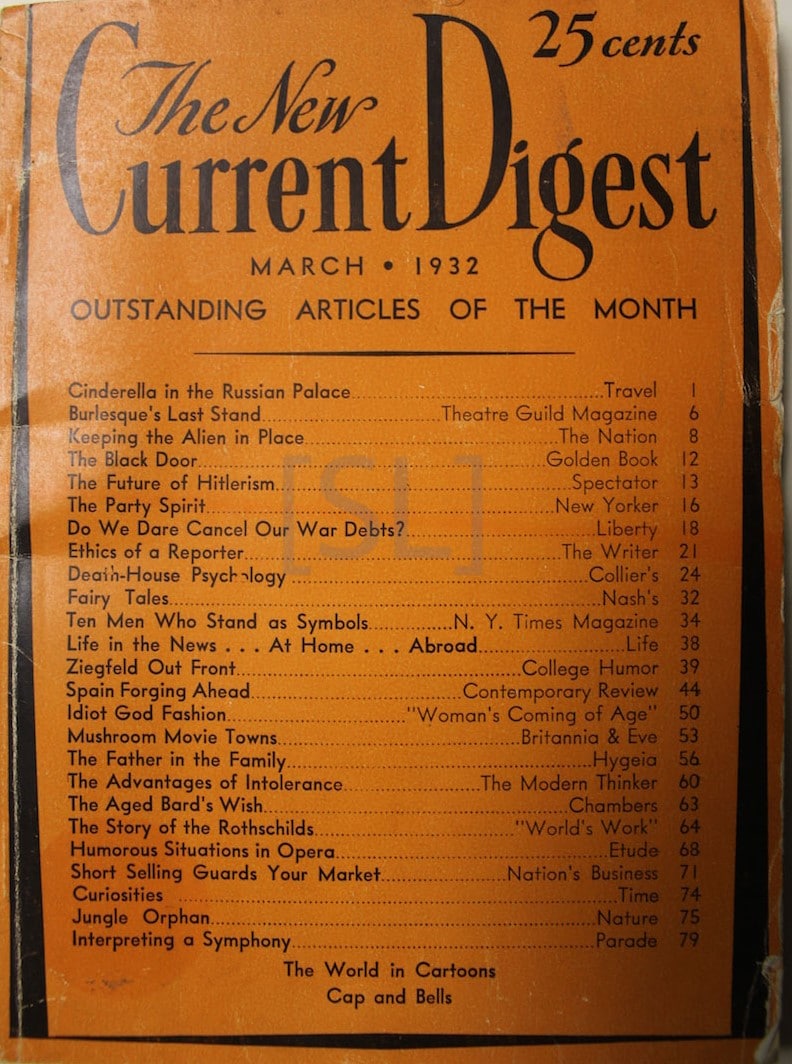 25 cents
The New
Current Digest
MARCH • 1932
OUTSTANDING ARTICLES OF THE MONTH
Cinderella in the Russian Palace..............................Travel 1
Burlesque's Last Stand..............................Theatre Guild Magazine 6
Keeping the Alien in Place..............................The Nation 8
The Black Door..............................Golden Book 12
The Future of Hitlerism..............................Spectator 13
The Party Spirit..............................New Yorker 16
Do We Dare Cancel Our War Debts?..............................Liberty 18
Ethics of a Reporter..............................The Writer 21
Death-House Psychology..............................Collier's 24
Fairy Tales..............................Nash's 32
Ten Men Who Stand as Symbols..............N. Y. Times Magazine 34
Life in the News . . . At Home . . . Abroad..............................Life 38
Ziegfeld Out Front..............................College Humor 39
Spain Forging Ahead..............................Contemporary Review 44
Idiot God Fashion.............................."Woman's Coming of Age" 50
Mushroom Movie Towns..............................Britannia & Eve 53
The Father in the Family..............................Hygeia 56
The Advantages of Intolerance..............................The Modern Thinker 60
The Aged Bard's Wish..............................Chambers 63
The Story of the Rothschilds.............................."World's Work" 64
Humorous Situations in Opera..............................Etude 68
Short Selling Guards Your Market..............................Nation's Business 71
Curiosities ..............................Time 74
Jungle Orphan..............................Nature 75
Interpreting a Symphony..............................Parade 79
The World in Cartoons
Cap and Bells
[SL]